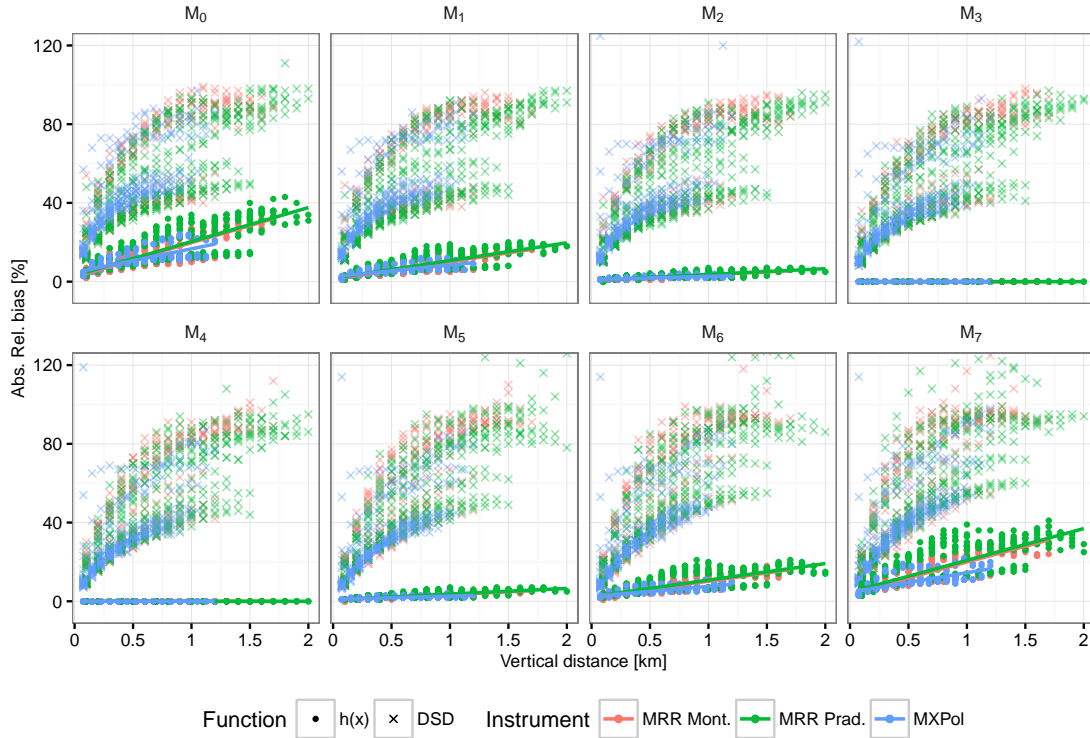 M₀ M₁ M₂ M₃
120
80
40
0
M₄ M₅ M₆ M₇
120
80
40
0
0 0.5 1 1.5 2 0 0.5 1 1.5 2 0 0.5 1 1.5 2 0 0.5 1 1.5 2
Abs. Rel. bias [%]
Vertical distance [km]
Function h(x) DSD Instrument MRR Mont. MRR Prad. MXPol